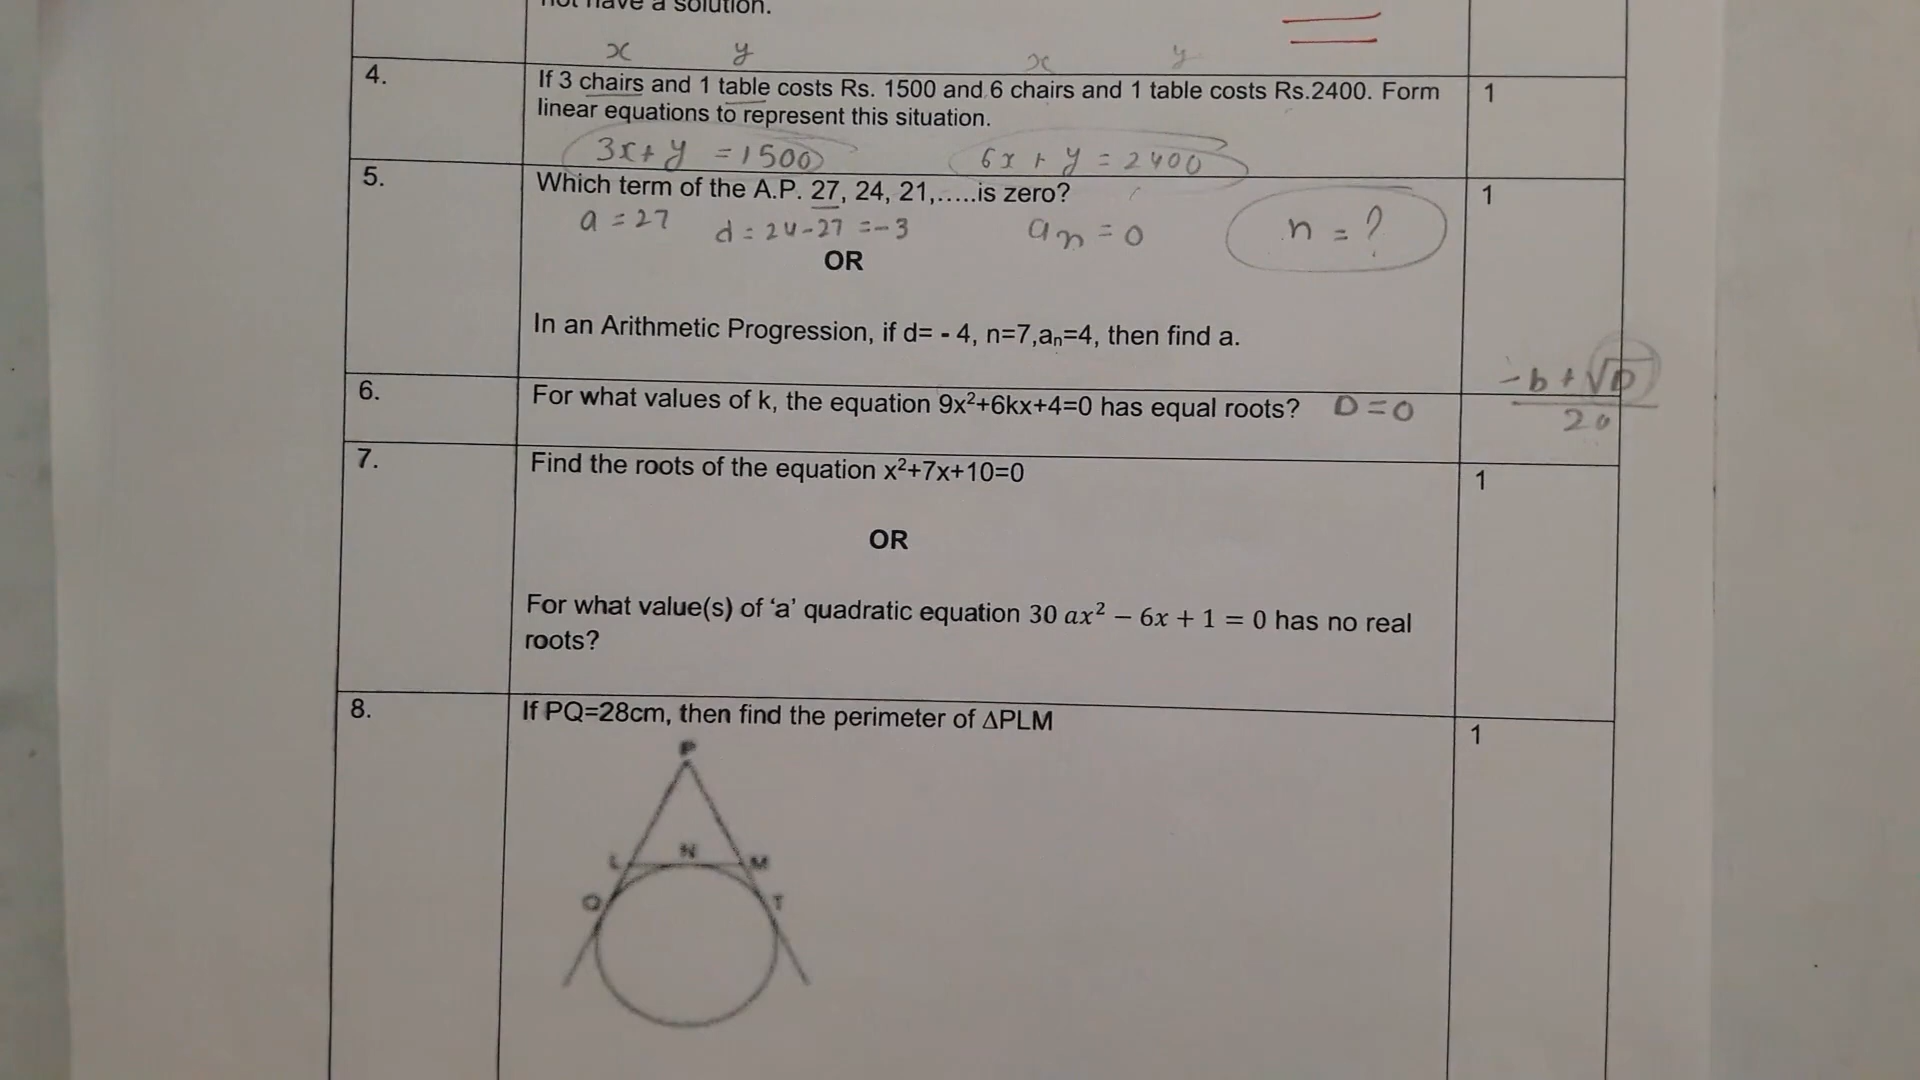 not have a solution.
x y x y
4. If 3 chairs and 1 table costs Rs. 1500 and 6 chairs and 1 table costs Rs.2400. Form 1
linear equations to represent this situation.
3x+y =1500 6x+y=2400
5. Which term of the A.P. 27, 24, 21,.....is zero? 1
a=27 d=24-27=-3 an=0 n=?
OR
In an Arithmetic Progression, if d= - 4, n=7,aₙ=4, then find a.
-b+√D
6. For what values of k, the equation 9x²+6kx+4=0 has equal roots? D=0
2a
7. Find the roots of the equation x²+7x+10=0 1
OR
For what value(s) of ‘a’ quadratic equation 30 ax² − 6x + 1 = 0 has no real
roots?
8. If PQ=28cm, then find the perimeter of ΔPLM 1
P
L N M
Q T